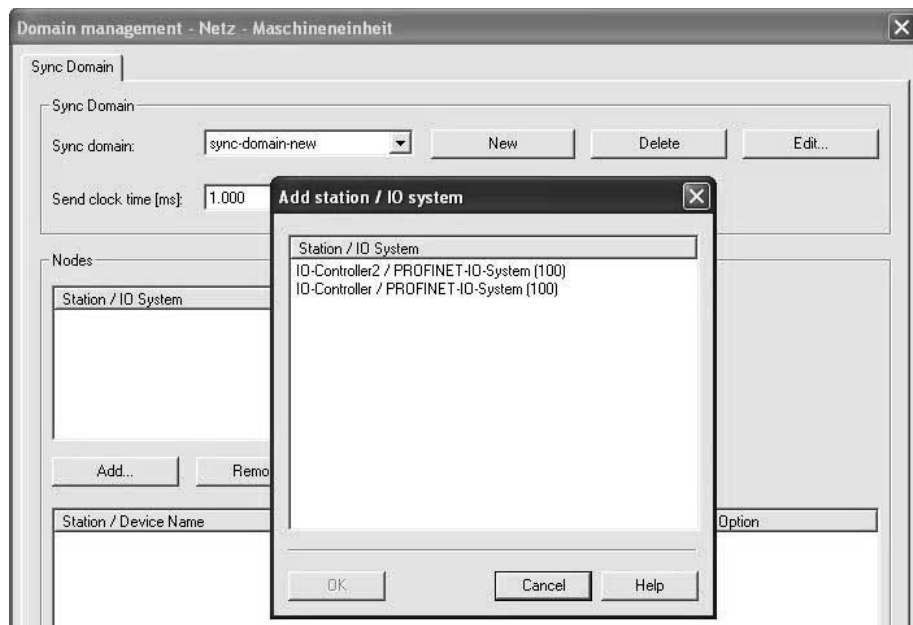 Domain management - Netz - Maschineneinheit
Sync Domain
Sync Domain
Sync domain:
sync-domain-new
New
Delete
Edit...
Send clock time [ms]:
1.000
Add station / IO system
Station / IO System
IO-Controller2 / PROFINET-IO-System (100)
IO-Controller / PROFINET-IO-System (100)
Nodes
Station / IO System
Add...
Remo
Station / Device Name
Option
OK
Cancel
Help